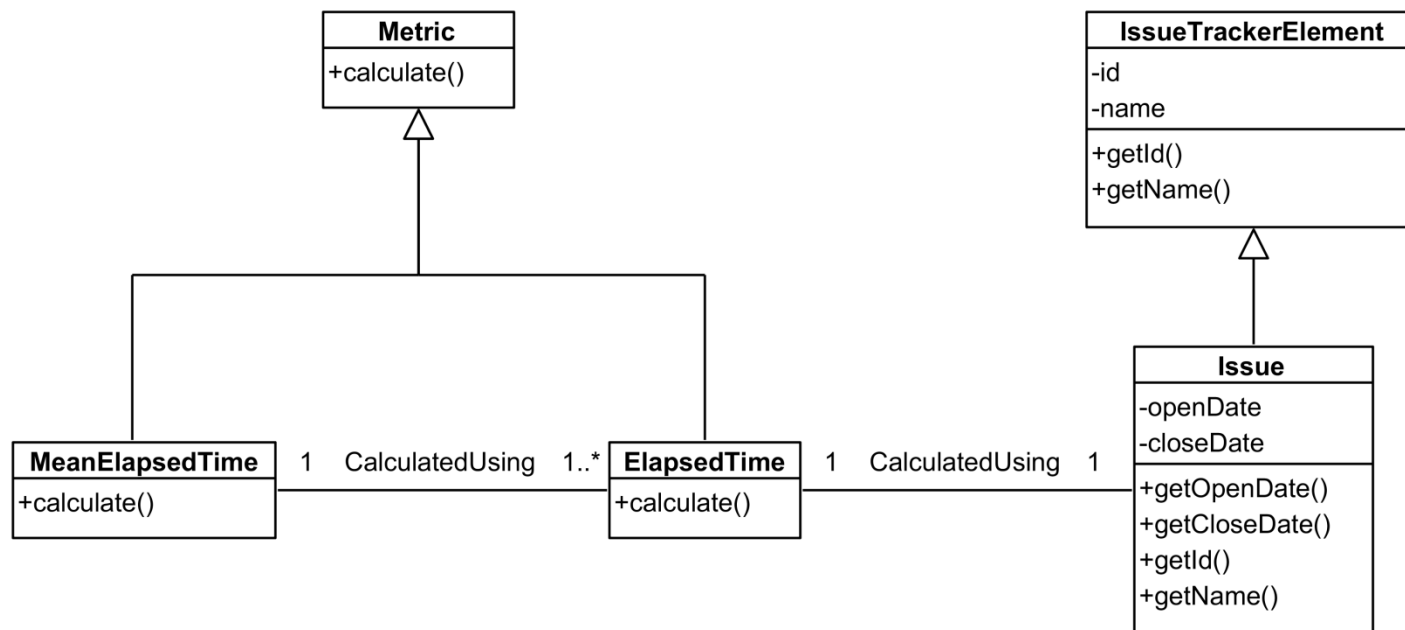 Metric
+calculate()
IssueTrackerElement
-id
-name
+getId()
+getName()
MeanElapsedTime
+calculate()
1 CalculatedUsing 1..*
ElapsedTime
+calculate()
1 CalculatedUsing 1
Issue
-openDate
-closeDate
+getOpenDate()
+getCloseDate()
+getId()
+getName()